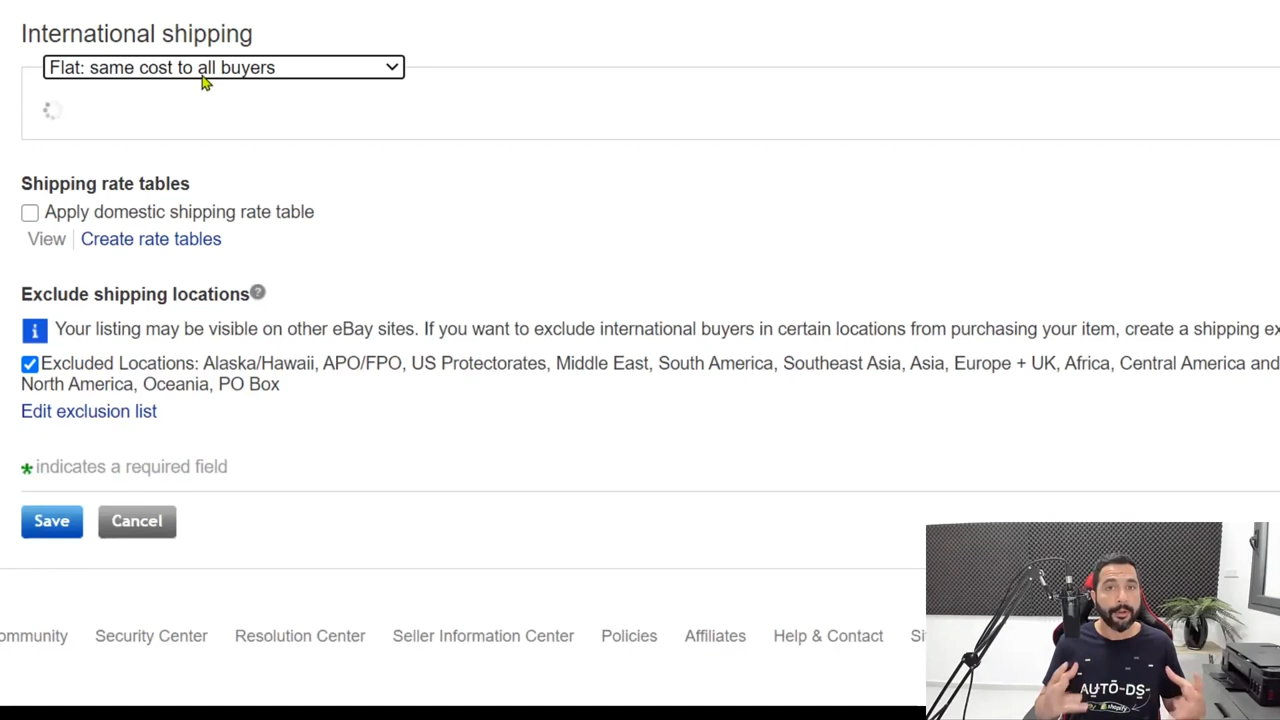 International shipping
Flat: same cost to all buyers
Shipping rate tables
Apply domestic shipping rate table
View Create rate tables
Exclude shipping locations ?
i Your listing may be visible on other eBay sites. If you want to exclude international buyers in certain locations from purchasing your item, create a shipping ex
Excluded Locations: Alaska/Hawaii, APO/FPO, US Protectorates, Middle East, South America, Southeast Asia, Asia, Europe + UK, Africa, Central America and
North America, Oceania, PO Box
Edit exclusion list
* indicates a required field
Save Cancel
ommunity Security Center Resolution Center Seller Information Center Policies Affiliates Help & Contact Si
AUTO-DS-
shopify